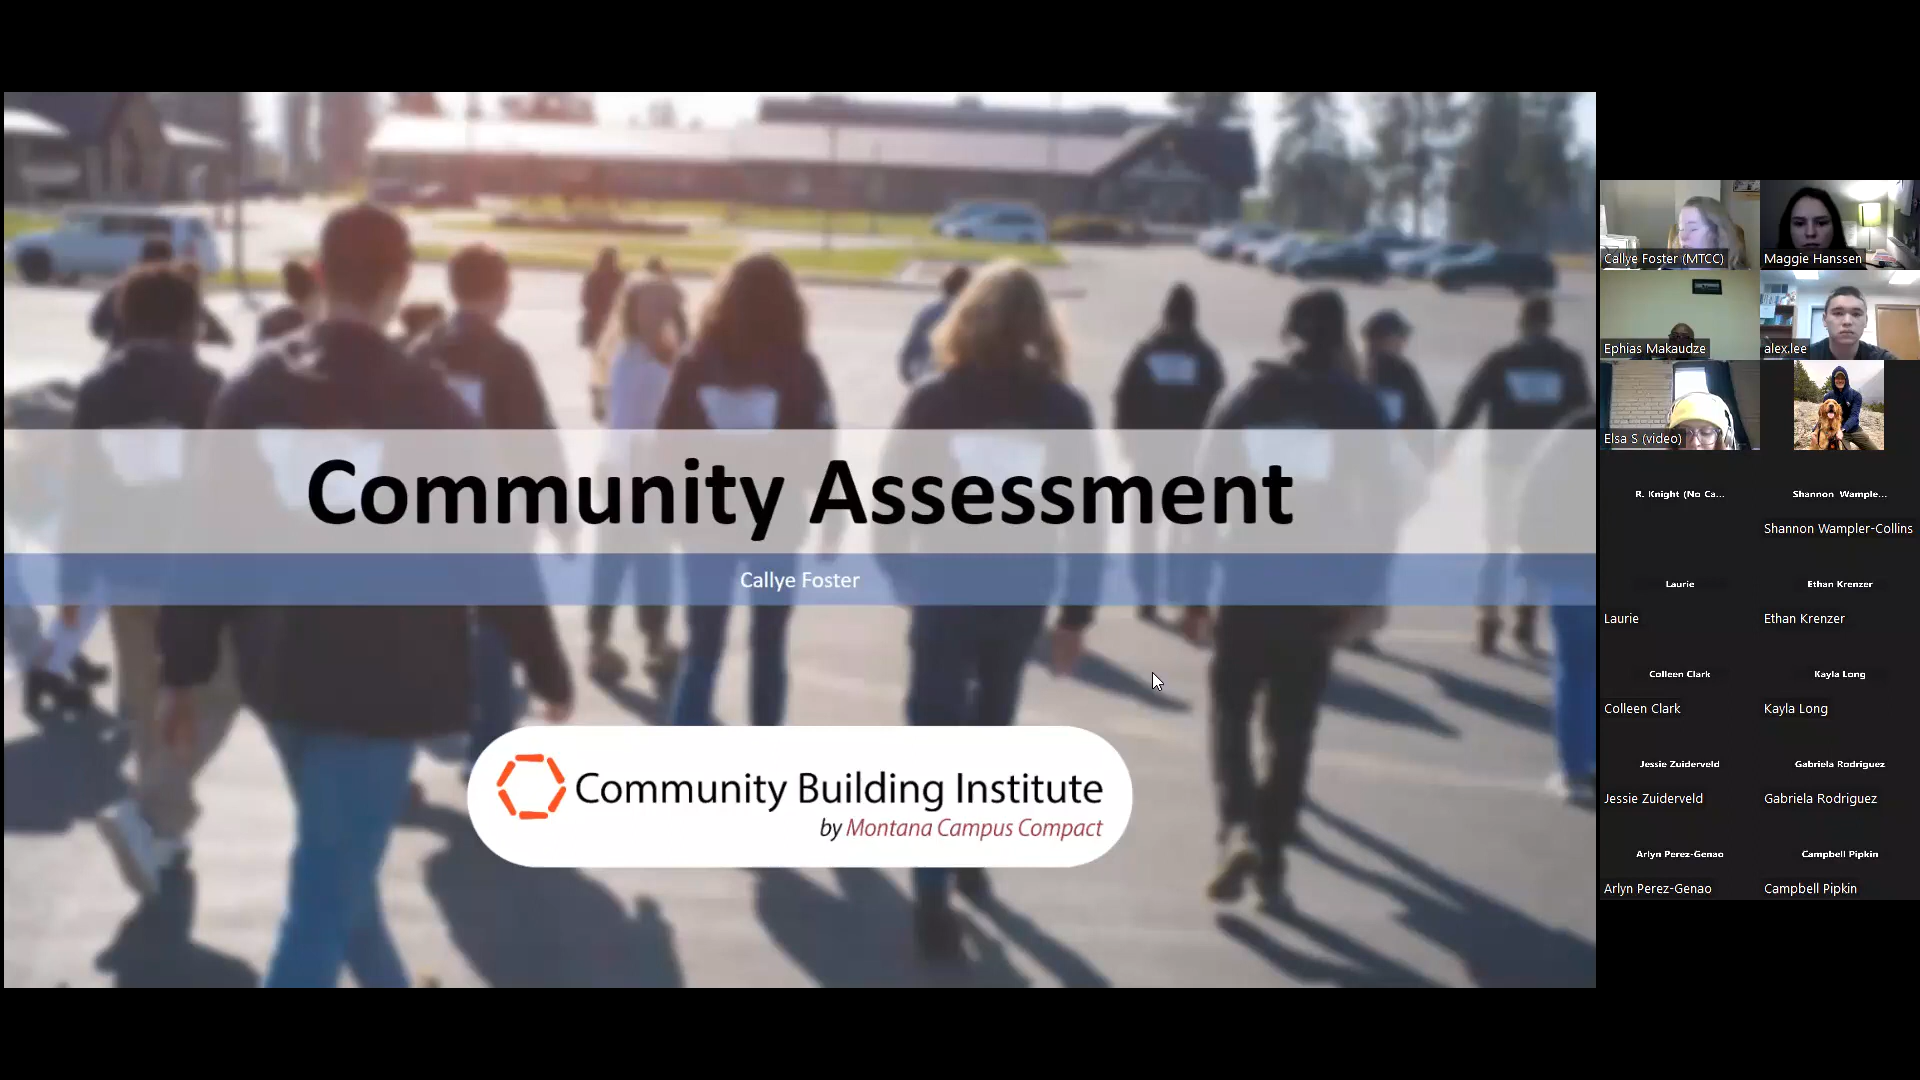 Community Assessment
Callye Foster
Community Building Institute
by Montana Campus Compact
Callye Foster (MTCC)
Maggie Hanssen
Ephias Makaudze
alex.lee
Elsa S (video)
R. Knight (No Ca...
Shannon Wample...
Shannon Wampler-Collins
Laurie
Ethan Krenzer
Laurie
Ethan Krenzer
Colleen Clark
Kayla Long
Colleen Clark
Kayla Long
Jessie Zuiderveld
Gabriela Rodriguez
Jessie Zuiderveld
Gabriela Rodriguez
Arlyn Perez-Genao
Campbell Pipkin
Arlyn Perez-Genao
Campbell Pipkin